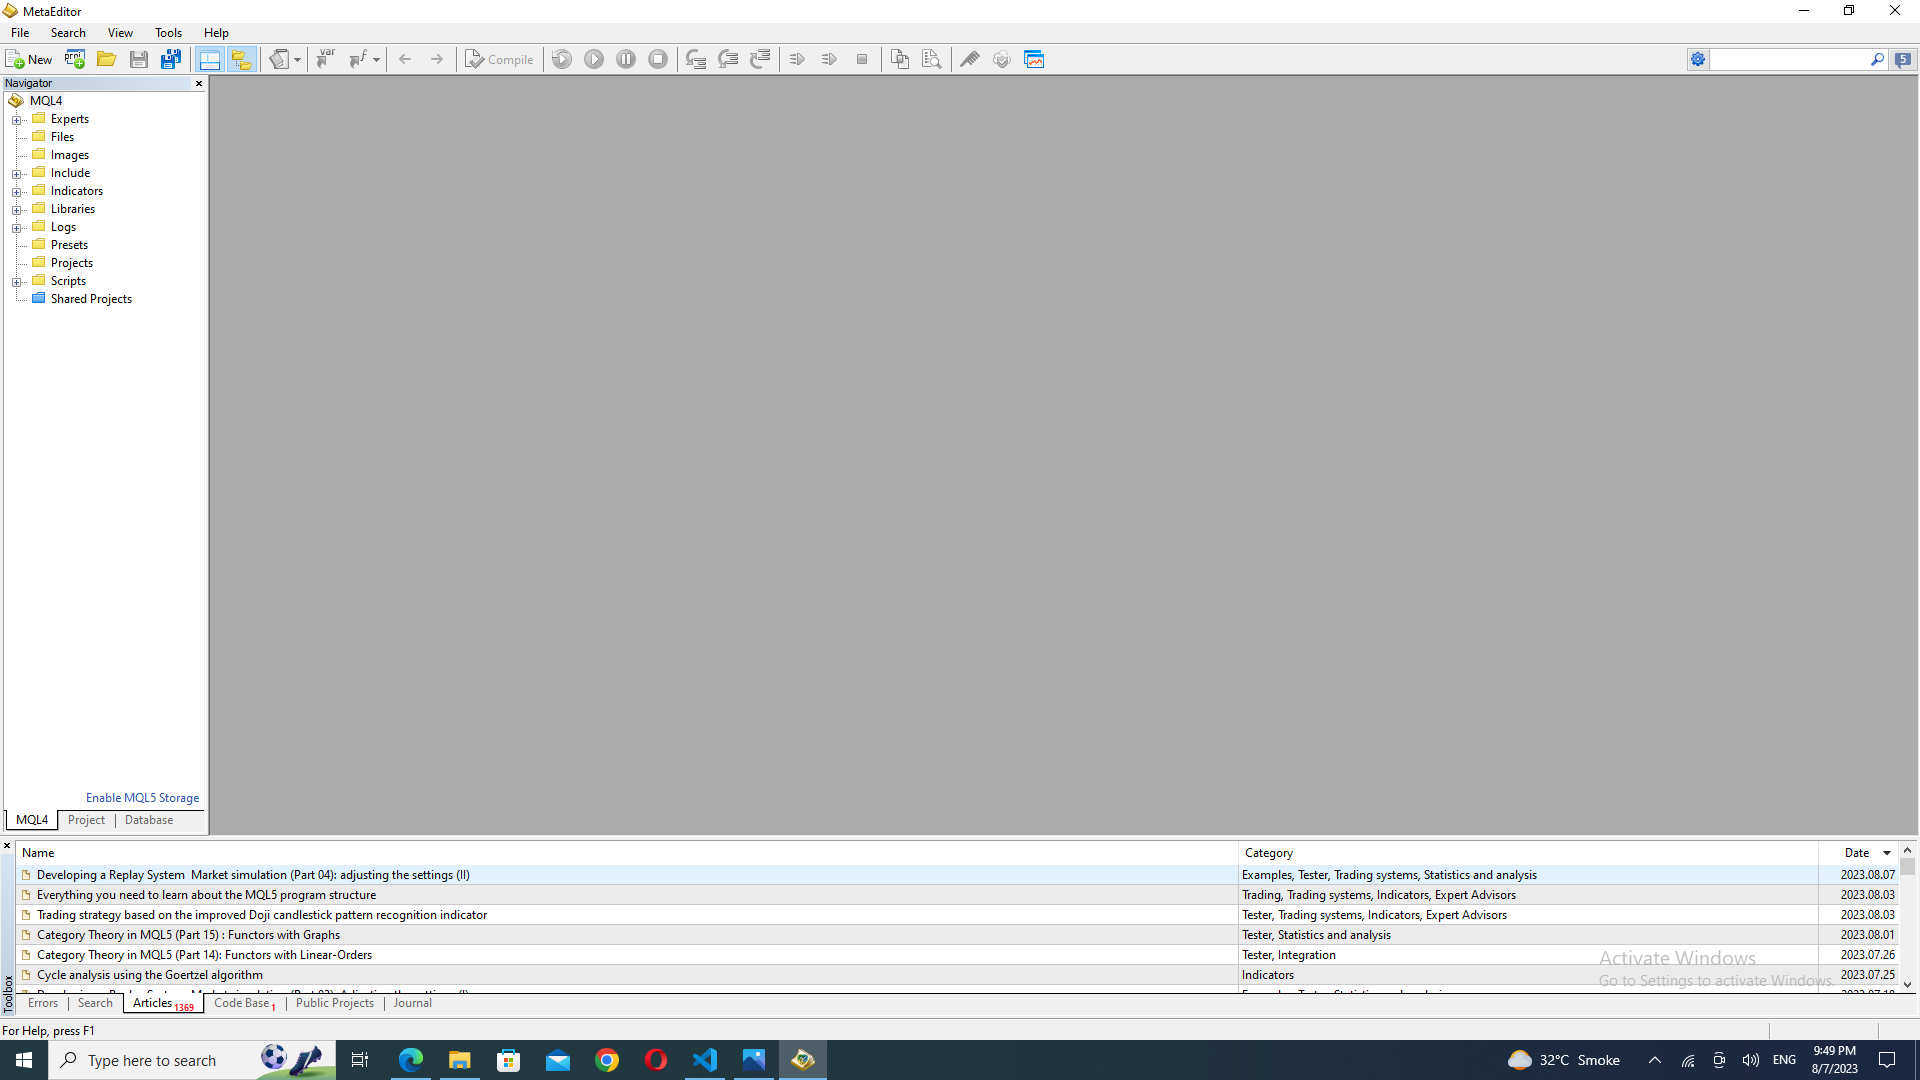 MetaEditor
File Search View Tools Help
New var Compile 5
Navigator
MQL4
Experts
Files
Images
Include
Indicators
Libraries
Logs
Presets
Projects
Scripts
Shared Projects
Enable MQL5 Storage
MQL4 Project Database
Name Category Date
Developing a Replay System Market simulation (Part 04): adjusting the settings (II) Examples, Tester, Trading systems, Statistics and analysis 2023.08.07
Everything you need to learn about the MQL5 program structure Trading, Trading systems, Indicators, Expert Advisors 2023.08.03
Trading strategy based on the improved Doji candlestick pattern recognition indicator Tester, Trading systems, Indicators, Expert Advisors 2023.08.03
Category Theory in MQL5 (Part 15) : Functors with Graphs Tester, Statistics and analysis 2023.08.01
Category Theory in MQL5 (Part 14): Functors with Linear-Orders Tester, Integration 2023.07.26
Cycle analysis using the Goertzel algorithm Indicators 2023.07.25
Activate Windows
Go to Settings to activate Windows.
Toolbox
Errors Search Articles 1369 Code Base 1 Public Projects Journal
For Help, press F1
Type here to search 32°C Smoke ENG 9:49 PM
8/7/2023